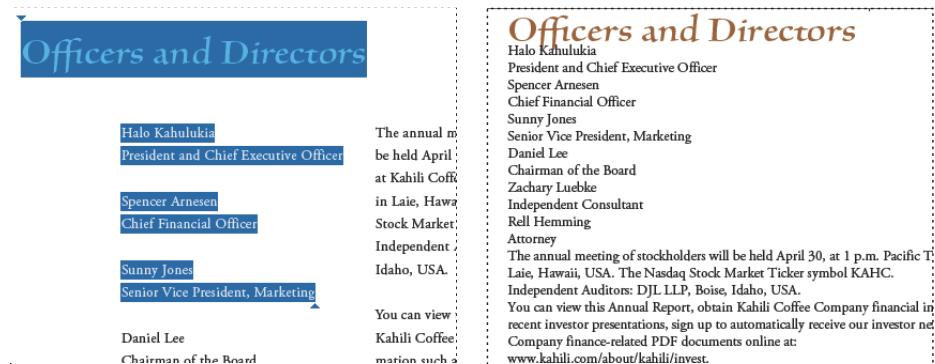 Officers and Directors
Halo Kahulukia
President and Chief Executive Officer
Spencer Arnesen
Chief Financial Officer
Sunny Jones
Senior Vice President, Marketing
Daniel Lee
Chairman of the Board
The annual
be held April
at Kahili
in Laie,
Stock Market
Independent
Idaho, USA.
You can view
Kahili Coffee
mation such
Officers and Directors
Halo Kahulukia
President and Chief Executive Officer
Spencer Arnesen
Chief Financial Officer
Sunny Jones
Senior Vice President, Marketing
Daniel Lee
Chairman of the Board
Zachary Luebke
Independent Consultant
Rell Hemming
Attorney
The annual meeting of stockholders will be held April 30, at 1 p.m. Pacific
Laie, Hawaii, USA. The Nasdaq Stock Market Ticker symbol KAHC.
Independent Auditors: DJL LLP, Boise, Idaho, USA.
You can view this Annual Report, obtain Kahili Coffee Company financial
recent investor presentations, sign up to automatically receive our investor
Company finance-related PDF documents online at:
www.kahili.com/about/kahili/invest.